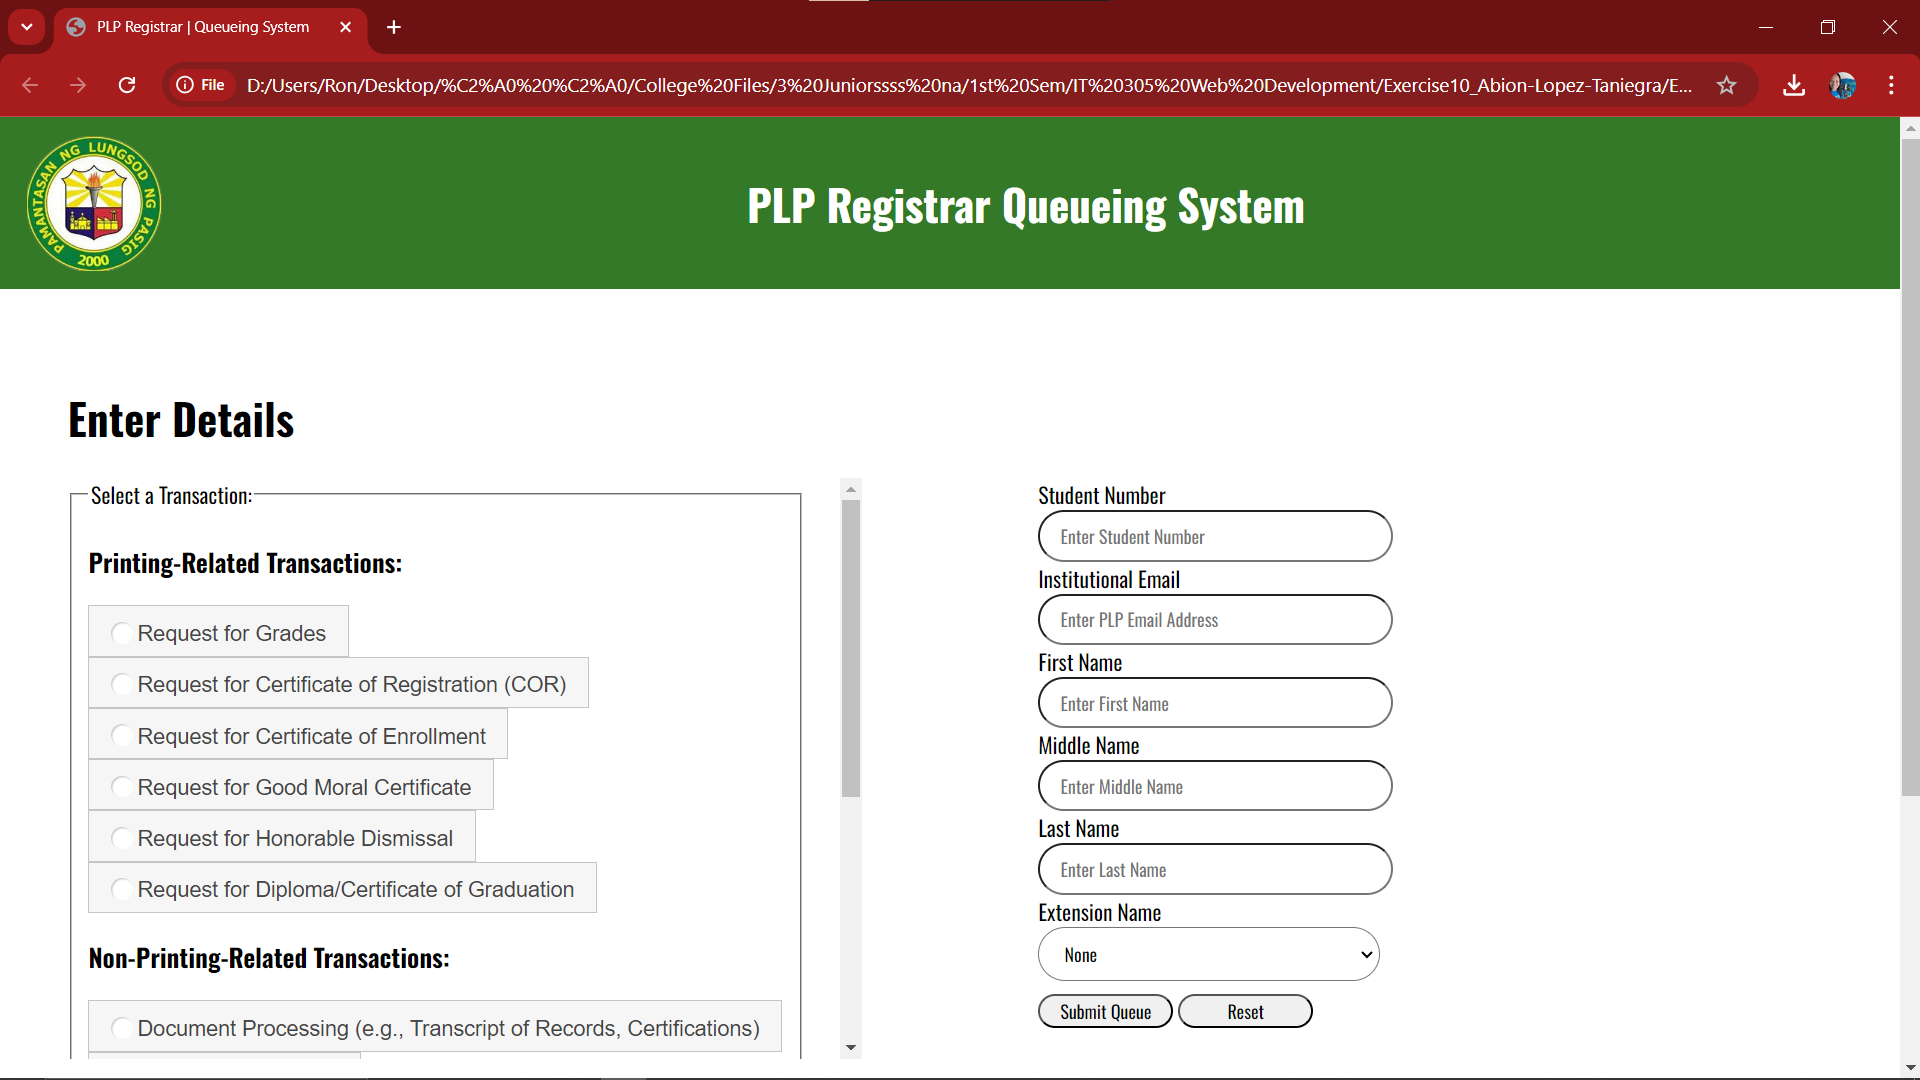 PLP Registrar | Queueing System
File
D:/Users/Ron/Desktop/%C2%A0%20%C2%A0/College%20Files/3%20Juniorssss%20na/1st%20Sem/IT%20305%20Web%20Development/Exercise10_Abion-Lopez-Taniegra/E...
PAMANTASAN NG LUNGSOD NG PASIG
2000
PLP Registrar Queueing System
Enter Details
Select a Transaction:
Printing-Related Transactions:
Request for Grades
Request for Certificate of Registration (COR)
Request for Certificate of Enrollment
Request for Good Moral Certificate
Request for Honorable Dismissal
Request for Diploma/Certificate of Graduation
Non-Printing-Related Transactions:
Document Processing (e.g., Transcript of Records, Certifications)
Student Number
Enter Student Number
Institutional Email
Enter PLP Email Address
First Name
Enter First Name
Middle Name
Enter Middle Name
Last Name
Enter Last Name
Extension Name
None
Submit Queue
Reset